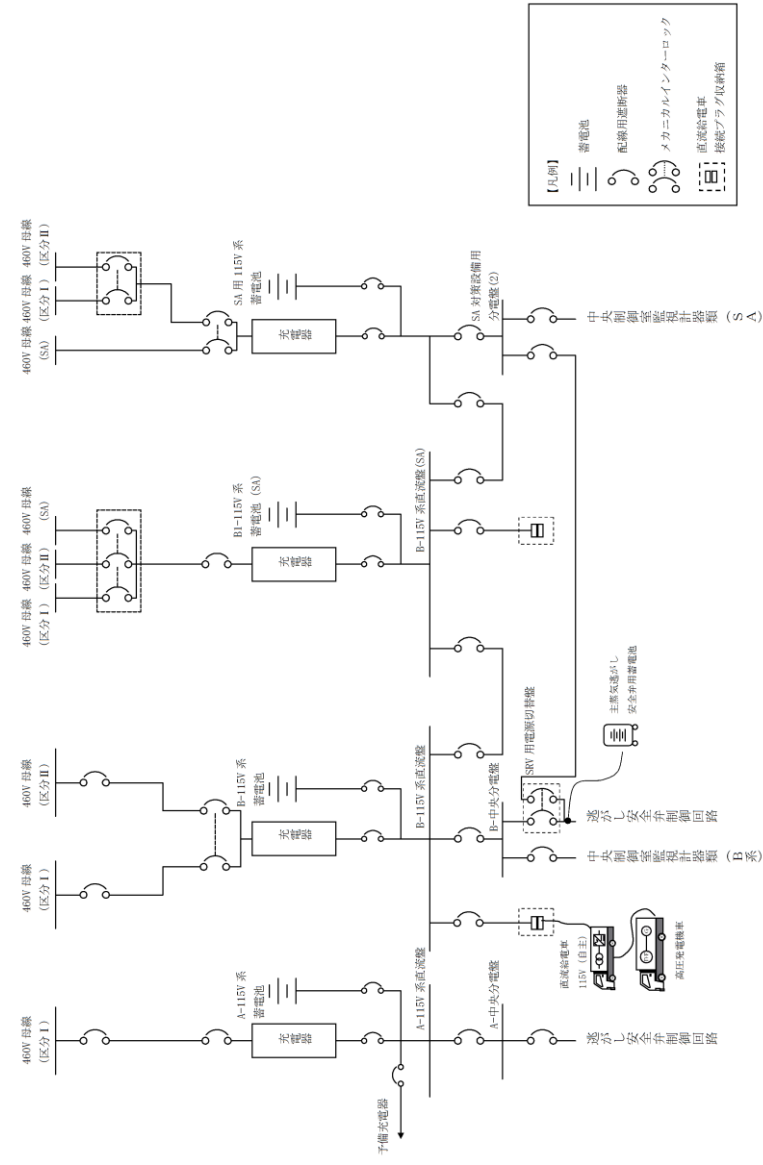 460V 母線
(区分Ⅰ)
460V 母線
(区分Ⅰ)
460V 母線
(区分Ⅱ)
460V 母線
(区分Ⅰ)
460V 母線
(区分Ⅱ)
460V 母線
(SA)
460V 母線
(SA)
460V 母線
(区分Ⅰ)
460V 母線
(区分Ⅱ)
A-115V 系
蓄電池
B-115V 系
蓄電池
B1-115V 系
蓄電池 (SA)
SA 用 115V 系
蓄電池
充電器
充電器
充電器
充電器
予備充電器
A-115V 系直流盤
B-115V 系直流盤
B-115V 系直流盤(SA)
SA 対策設備用
分電盤(2)
A-中央分電盤
B-中央分電盤
SRV 用電源切替盤
逃がし安全弁制御回路
直流給電車
115V (自主)
高圧発電機車
中央制御室監視計器類(B系)
逃がし安全弁制御回路
主蒸気逃がし
安全弁用蓄電池
中央制御室監視計器類(SA)
【凡例】
蓄電池
配線用遮断器
メカニカルインターロック
直流給電車
接続プラグ収納箱